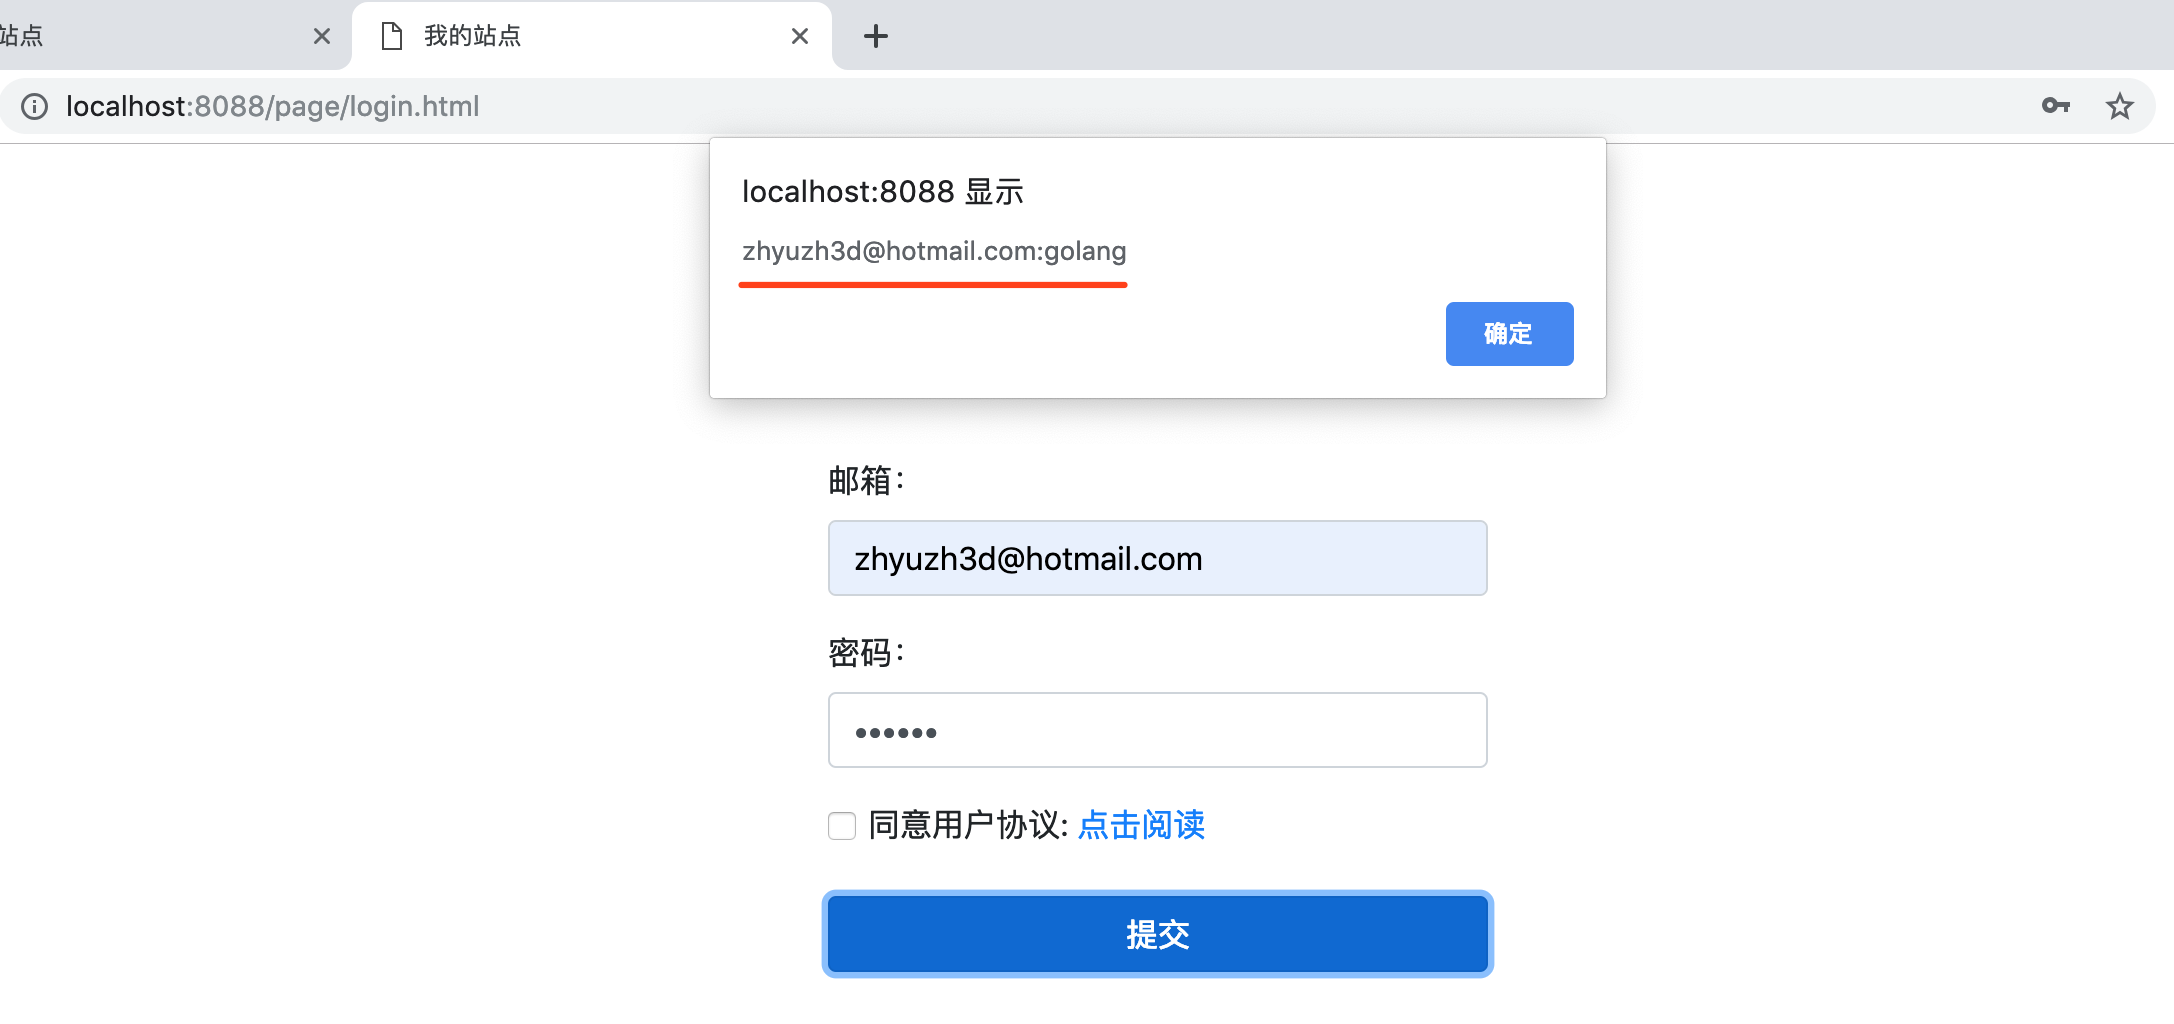 站点
我的站点
localhost:8088/page/login.html
localhost:8088 显示
zhyuzh3d@hotmail.com:golang
确定
邮箱：
zhyuzh3d@hotmail.com
密码：
••••••
同意用户协议: 点击阅读
提交